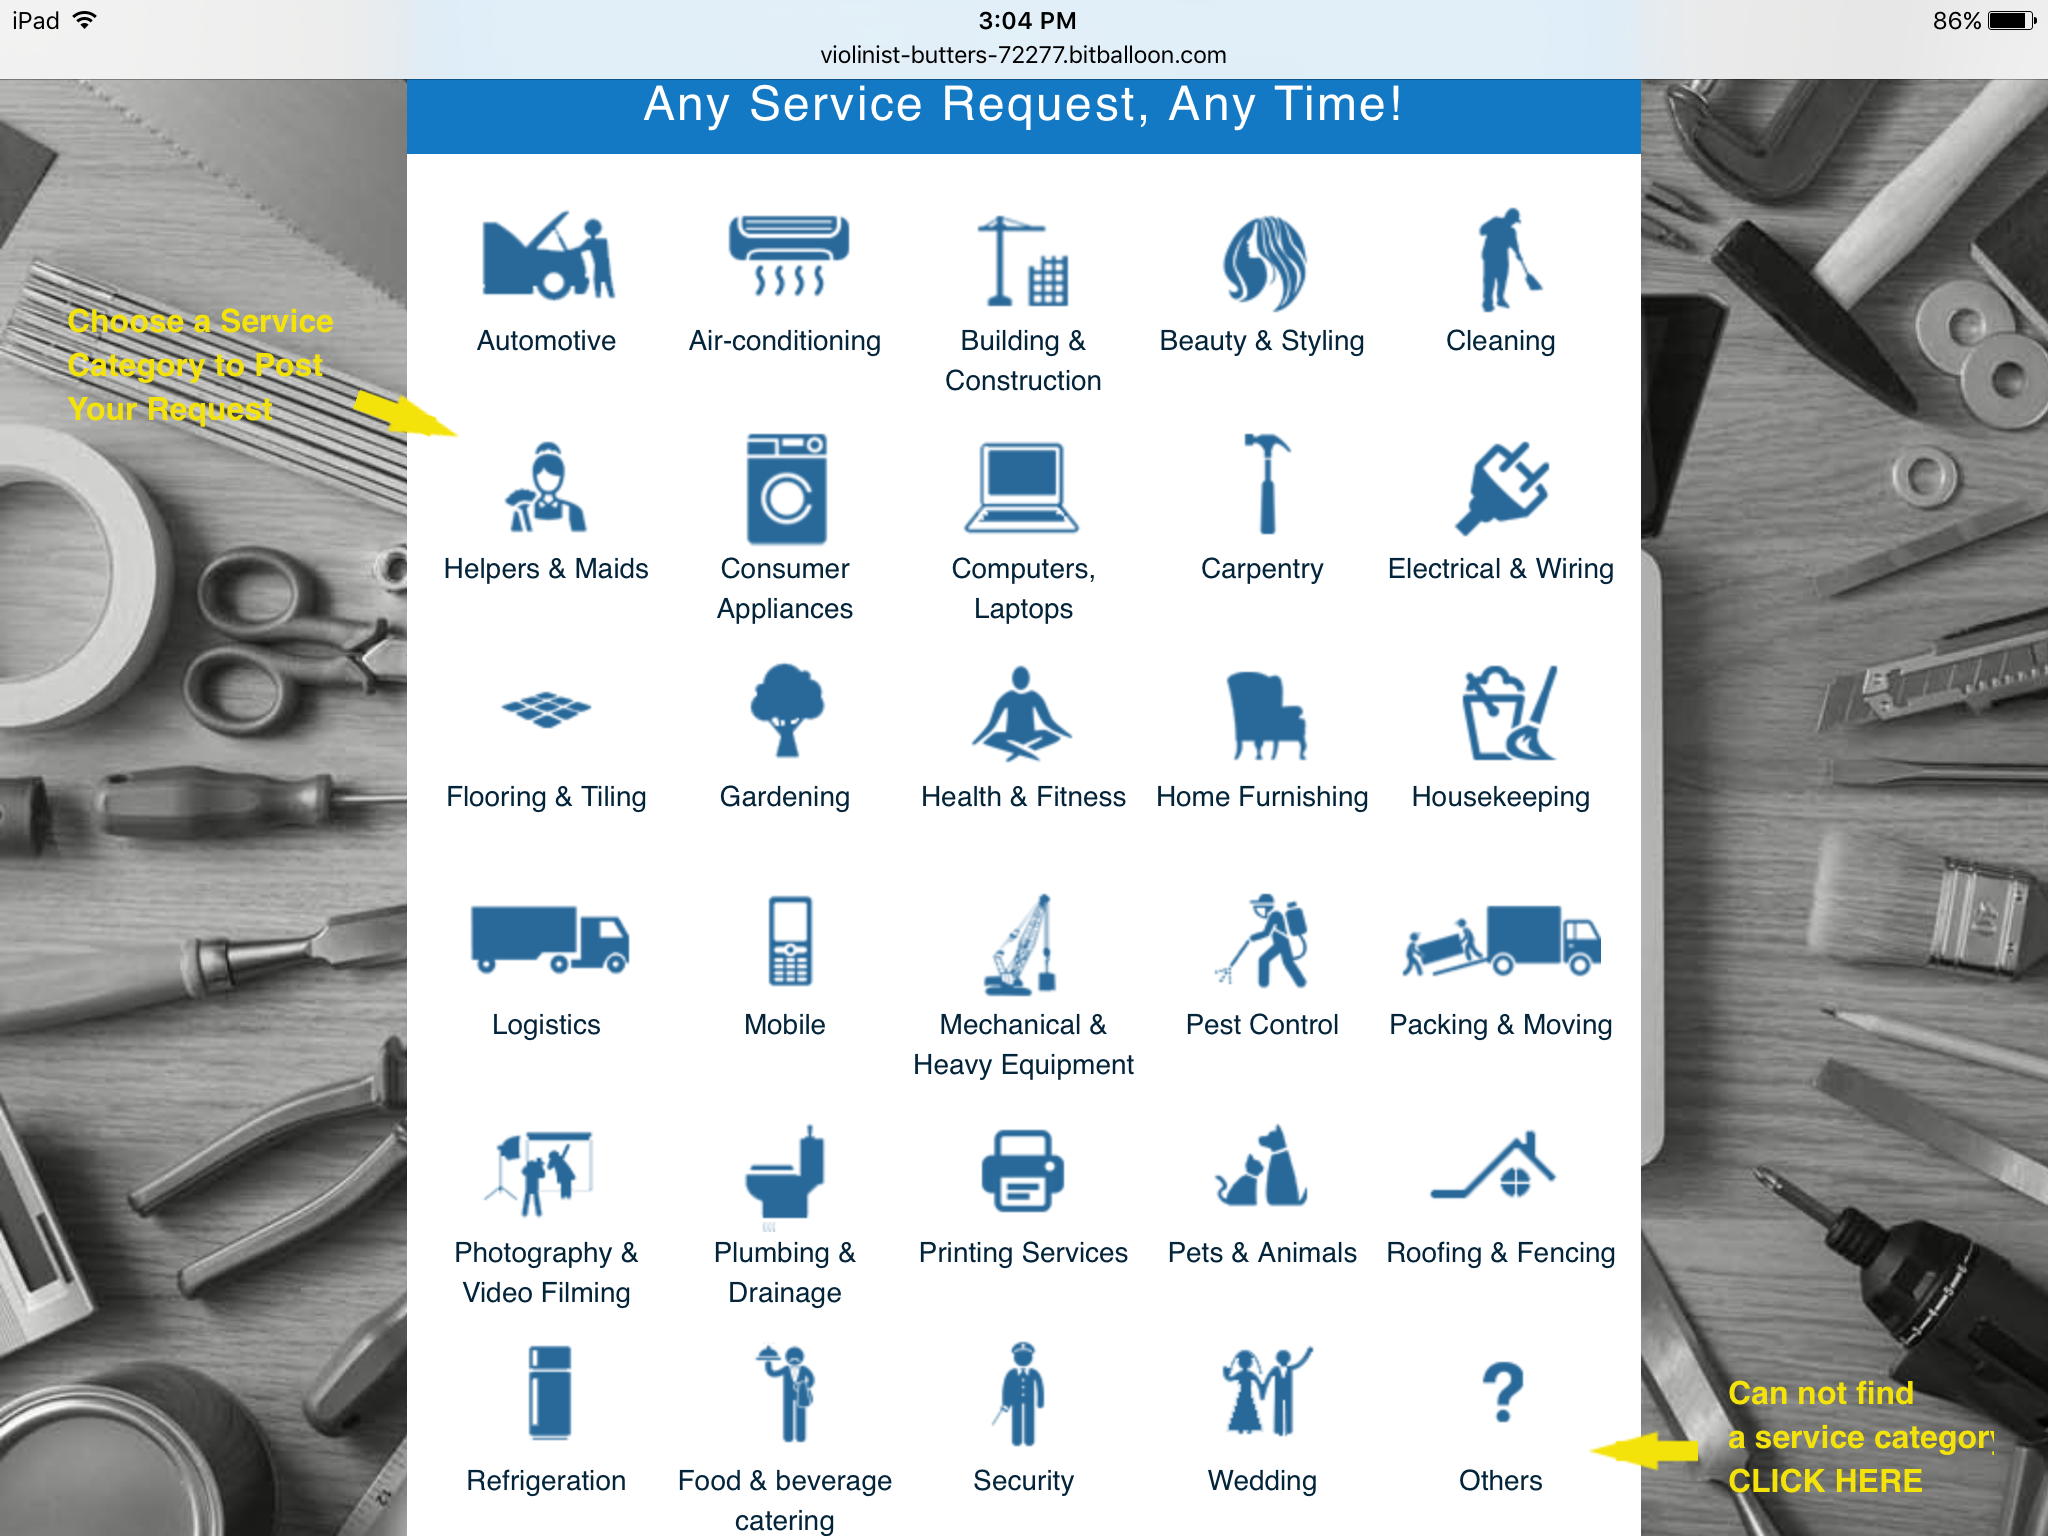 iPad
3:04 PM
86%
violinist-butters-72277.bitballoon.com
Any Service Request, Any Time!
Choose a Service
Category to Post
Your Request
Automotive
Air-conditioning
Building &
Construction
Beauty & Styling
Cleaning
Helpers & Maids
Consumer
Appliances
Computers,
Laptops
Carpentry
Electrical & Wiring
Flooring & Tiling
Gardening
Health & Fitness
Home Furnishing
Housekeeping
Logistics
Mobile
Mechanical &
Heavy Equipment
Pest Control
Packing & Moving
Photography &
Video Filming
Plumbing &
Drainage
Printing Services
Pets & Animals
Roofing & Fencing
Refrigeration
Food & beverage
catering
Security
Wedding
Others
Can not find
a service category
CLICK HERE